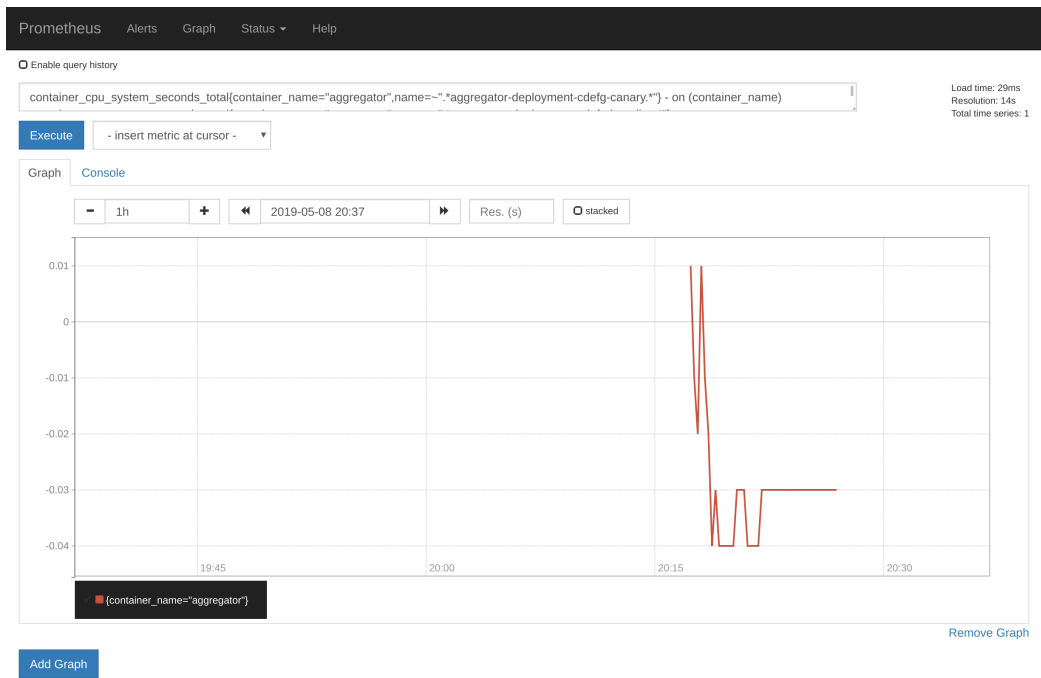 Prometheus Alerts Graph Status Help
Enable query history
container_cpu_system_seconds_total{container_name="aggregator",name=~".*aggregator-deployment-cdefg-canary.*"} - on (container_name)
Load time: 29ms
Resolution: 14s
Total time series: 1
Execute
- insert metric at cursor -
Graph Console
1h
2019-05-08 20:37
Res. (s)
stacked
0.01
0
-0.01
-0.02
-0.03
-0.04
19:45
20:00
20:15
20:30
{container_name="aggregator"}
Remove Graph
Add Graph